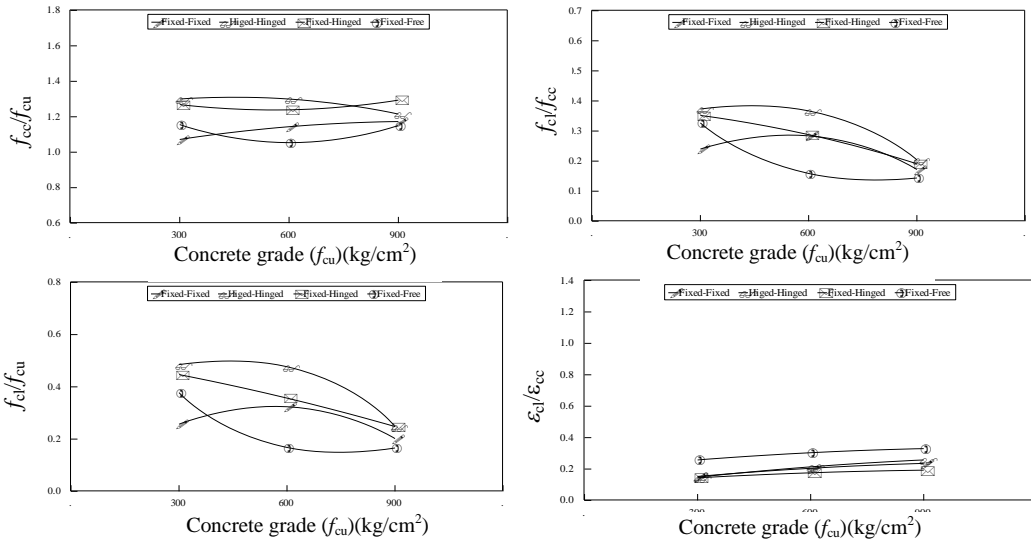 Fixed-Fixed Higed-Hinged Fixed-Hinged Fixed-Free
1.8
1.6
1.4
1.2
1.0
0.8
0.6
300 600 900
fcc/fcu
Concrete grade (fcu)(kg/cm²)
Fixed-Fixed Higed-Hinged Fixed-Hinged Fixed-Free
0.7
0.6
0.5
0.4
0.3
0.2
0.1
0.0
300 600 900
fcl/fcc
Concrete grade (fcu)(kg/cm²)
Fixed-Fixed Higed-Hinged Fixed-Hinged Fixed-Free
0.8
0.6
0.4
0.2
0.0
300 600 900
fcl/fcu
Concrete grade (fcu)(kg/cm²)
Fixed-Fixed Higed-Hinged Fixed-Hinged Fixed-Free
1.4
1.2
1.0
0.8
0.6
0.4
0.2
0.0
εcl/εcc
Concrete grade (fcu)(kg/cm²)